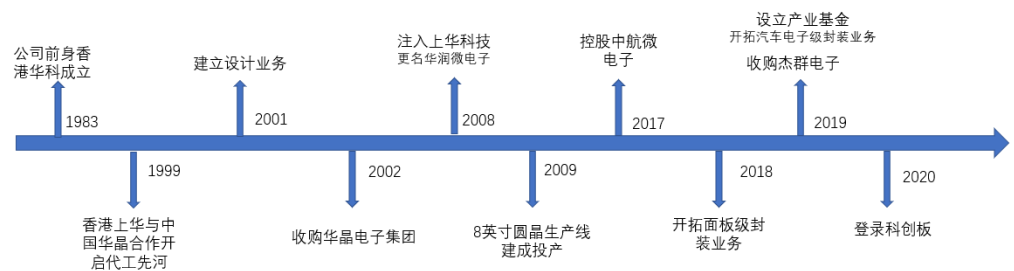 公司前身香
港华科成立
1983
1999
香港上华与中
国华晶合作开
启代工先河
建立设计业务
2001
2002
收购华晶电子集团
注入上华科技
更名华润微电子
2008
2009
8英寸圆晶生产线
建成投产
控股中航微
电子
2017
2018
开拓面板级封
装业务
设立产业基金
开拓汽车电子级封装业务
收购杰群电子
2019
2020
登录科创板